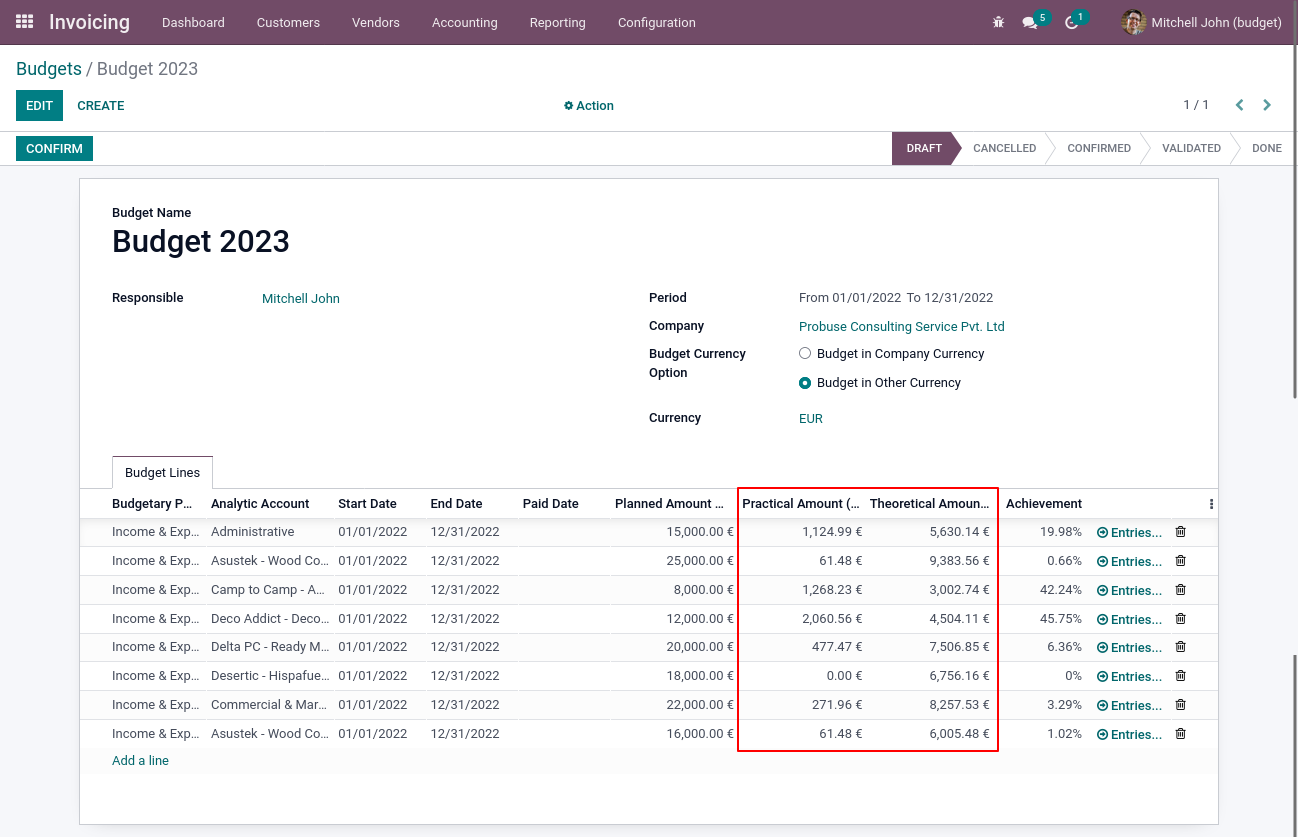 Invoicing Dashboard Customers Vendors Accounting Reporting Configuration 5 1 Mitchell John (budget)
Budgets / Budget 2023
EDIT CREATE Action 1 / 1
CONFIRM DRAFT CANCELLED CONFIRMED VALIDATED DONE
Budget Name
Budget 2023
Responsible Mitchell John Period From 01/01/2022 To 12/31/2022
Company Probuse Consulting Service Pvt. Ltd
Budget Currency Option Budget in Company Currency
Budget in Other Currency
Currency EUR
Budget Lines
Budgetary P... Analytic Account Start Date End Date Paid Date Planned Amount ... Practical Amount (... Theoretical Amoun... Achievement
Income & Exp... Administrative 01/01/2022 12/31/2022 15,000.00 € 1,124.99 € 5,630.14 € 19.98% Entries...
Income & Exp... Asustek - Wood Co... 01/01/2022 12/31/2022 25,000.00 € 61.48 € 9,383.56 € 0.66% Entries...
Income & Exp... Camp to Camp - A... 01/01/2022 12/31/2022 8,000.00 € 1,268.23 € 3,002.74 € 42.24% Entries...
Income & Exp... Deco Addict - Deco... 01/01/2022 12/31/2022 12,000.00 € 2,060.56 € 4,504.11 € 45.75% Entries...
Income & Exp... Delta PC - Ready M... 01/01/2022 12/31/2022 20,000.00 € 477.47 € 7,506.85 € 6.36% Entries...
Income & Exp... Desertic - Hispafue... 01/01/2022 12/31/2022 18,000.00 € 0.00 € 6,756.16 € 0% Entries...
Income & Exp... Commercial & Mar... 01/01/2022 12/31/2022 22,000.00 € 271.96 € 8,257.53 € 3.29% Entries...
Income & Exp... Asustek - Wood Co... 01/01/2022 12/31/2022 16,000.00 € 61.48 € 6,005.48 € 1.02% Entries...
Add a line